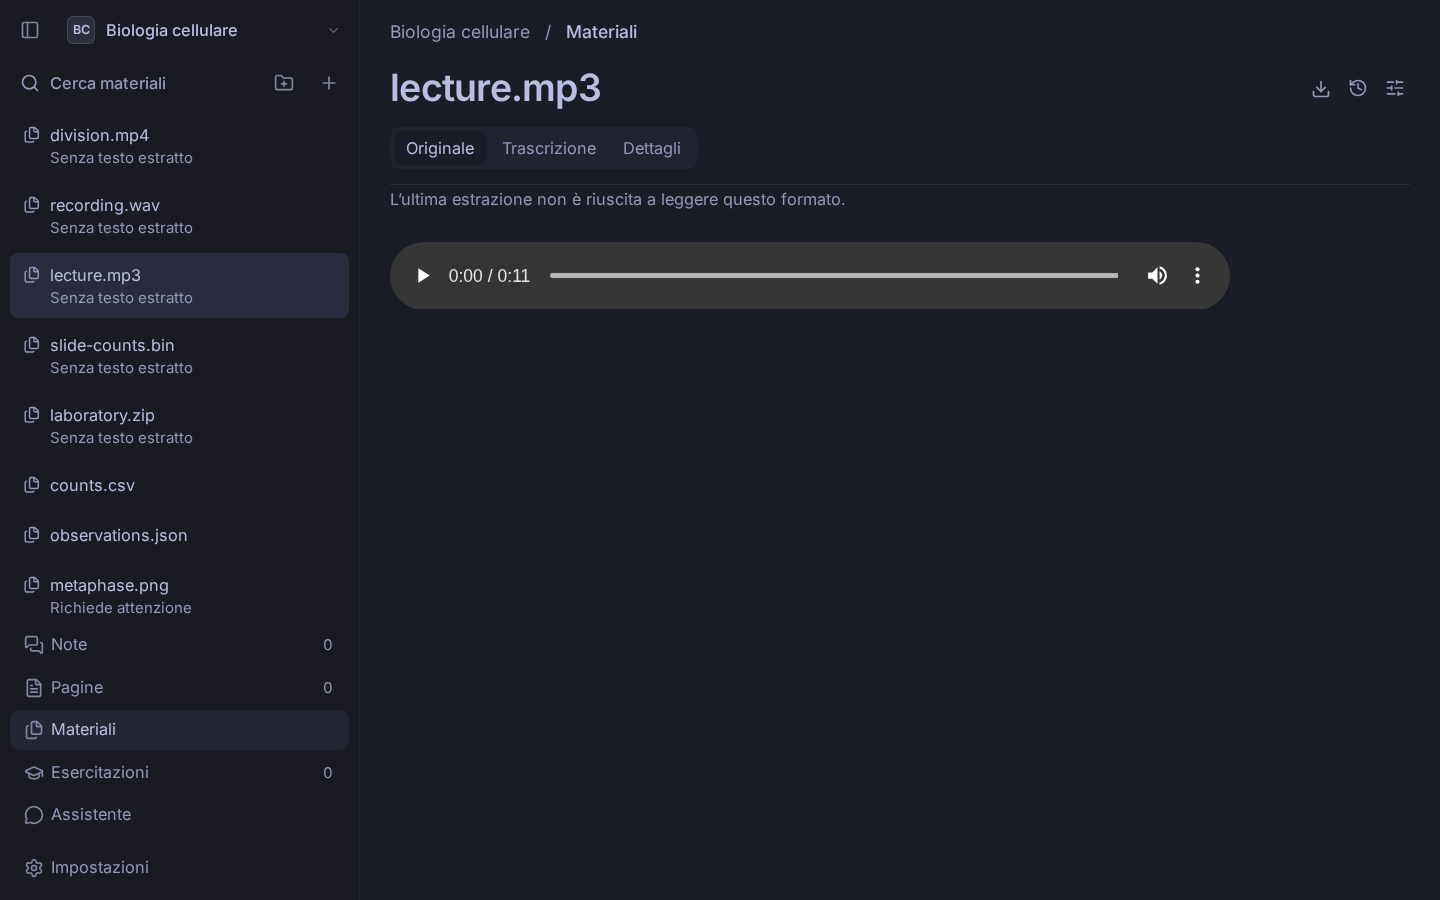 BC Biologia cellulare
Cerca materiali
division.mp4
Senza testo estratto
recording.wav
Senza testo estratto
lecture.mp3
Senza testo estratto
slide-counts.bin
Senza testo estratto
laboratory.zip
Senza testo estratto
counts.csv
observations.json
metaphase.png
Richiede attenzione
Note 0
Pagine 0
Materiali
Esercitazioni 0
Assistente
Impostazioni
Biologia cellulare / Materiali
lecture.mp3
Originale Trascrizione Dettagli
L’ultima estrazione non è riuscita a leggere questo formato.
0:00 / 0:11